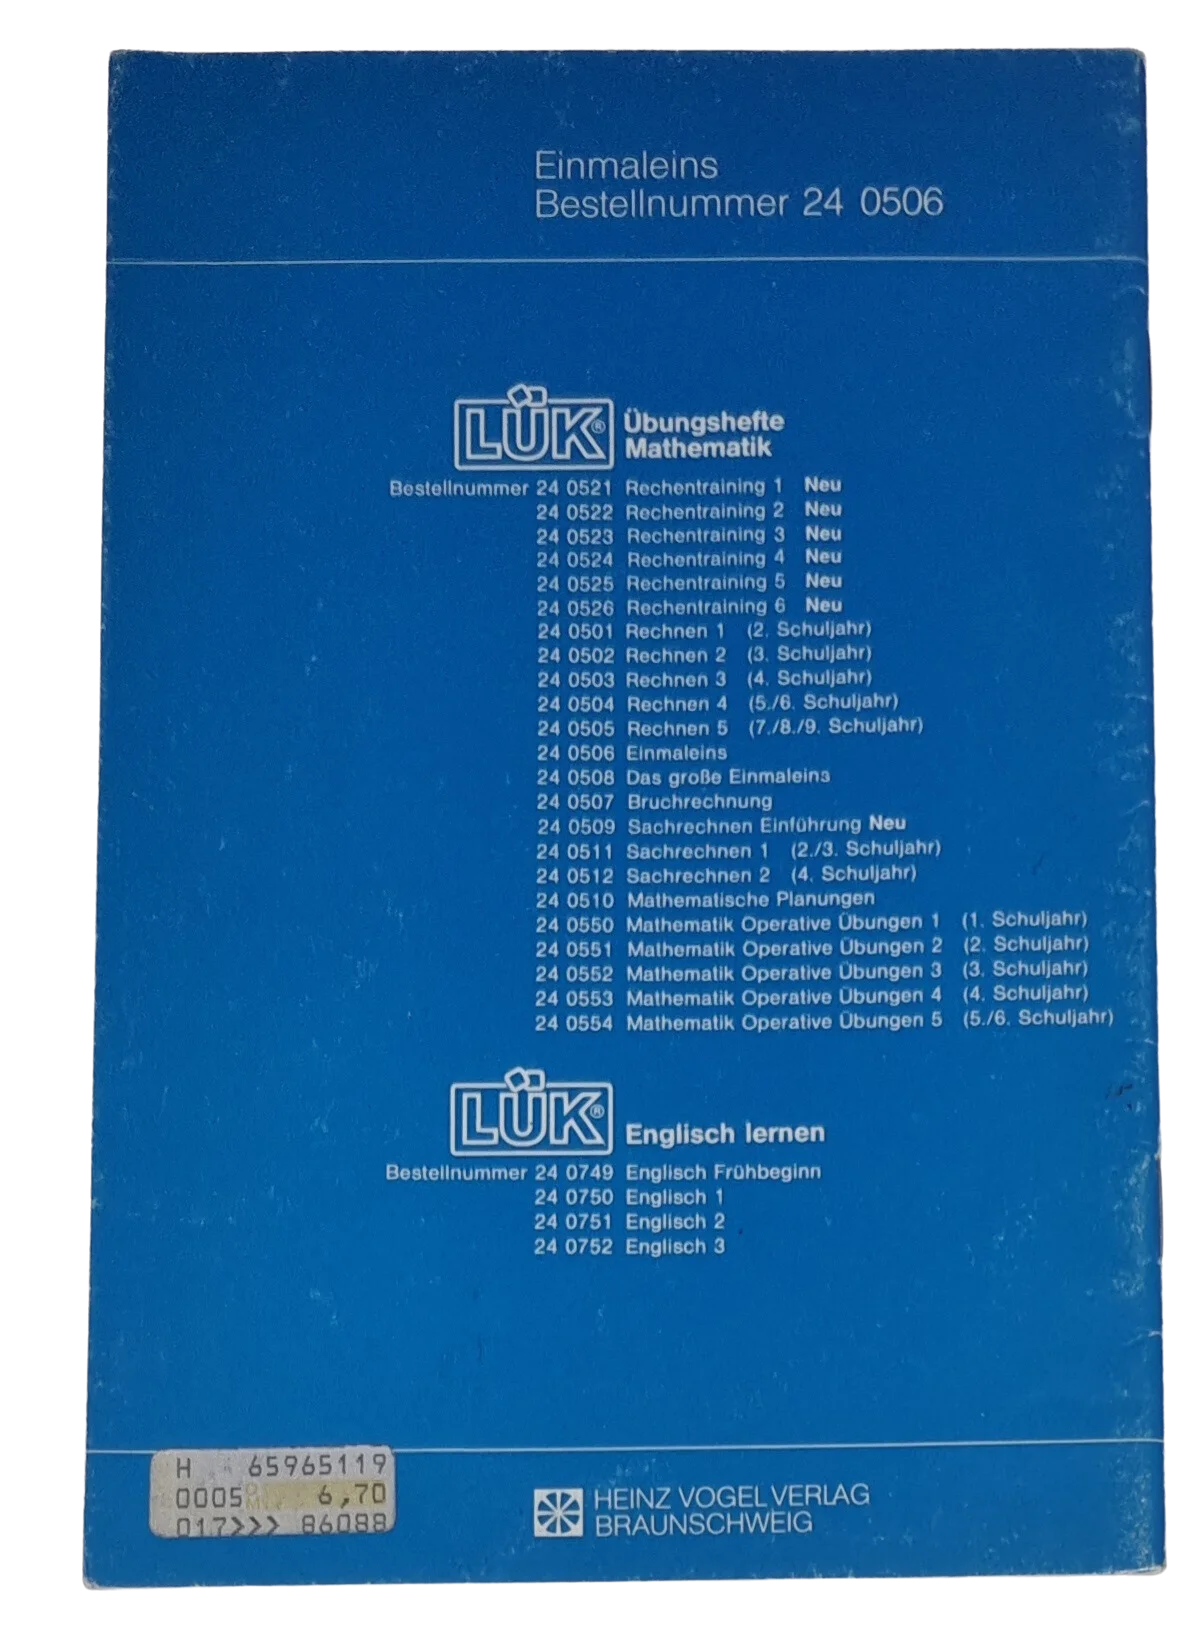 Einmaleins
Bestellnummer 24 0506
LÜK® Übungshefte
Mathematik
Bestellnummer 24 0521 Rechentraining 1 Neu
24 0522 Rechentraining 2 Neu
24 0523 Rechentraining 3 Neu
24 0524 Rechentraining 4 Neu
24 0525 Rechentraining 5 Neu
24 0526 Rechentraining 6 Neu
24 0501 Rechnen 1 (2. Schuljahr)
24 0502 Rechnen 2 (3. Schuljahr)
24 0503 Rechnen 3 (4. Schuljahr)
24 0504 Rechnen 4 (5./6. Schuljahr)
24 0505 Rechnen 5 (7./8./9. Schuljahr)
24 0506 Einmaleins
24 0508 Das große Einmaleins
24 0507 Bruchrechnung
24 0509 Sachrechnen Einführung Neu
24 0511 Sachrechnen 1 (2./3. Schuljahr)
24 0512 Sachrechnen 2 (4. Schuljahr)
24 0510 Mathematische Planungen
24 0550 Mathematik Operative Übungen 1 (1. Schuljahr)
24 0551 Mathematik Operative Übungen 2 (2. Schuljahr)
24 0552 Mathematik Operative Übungen 3 (3. Schuljahr)
24 0553 Mathematik Operative Übungen 4 (4. Schuljahr)
24 0554 Mathematik Operative Übungen 5 (5./6. Schuljahr)
LÜK® Englisch lernen
Bestellnummer 24 0749 Englisch Frühbeginn
24 0750 Englisch 1
24 0751 Englisch 2
24 0752 Englisch 3
H 65965119
0005 6,70
017>>> 86088
HEINZ VOGEL VERLAG
BRAUNSCHWEIG